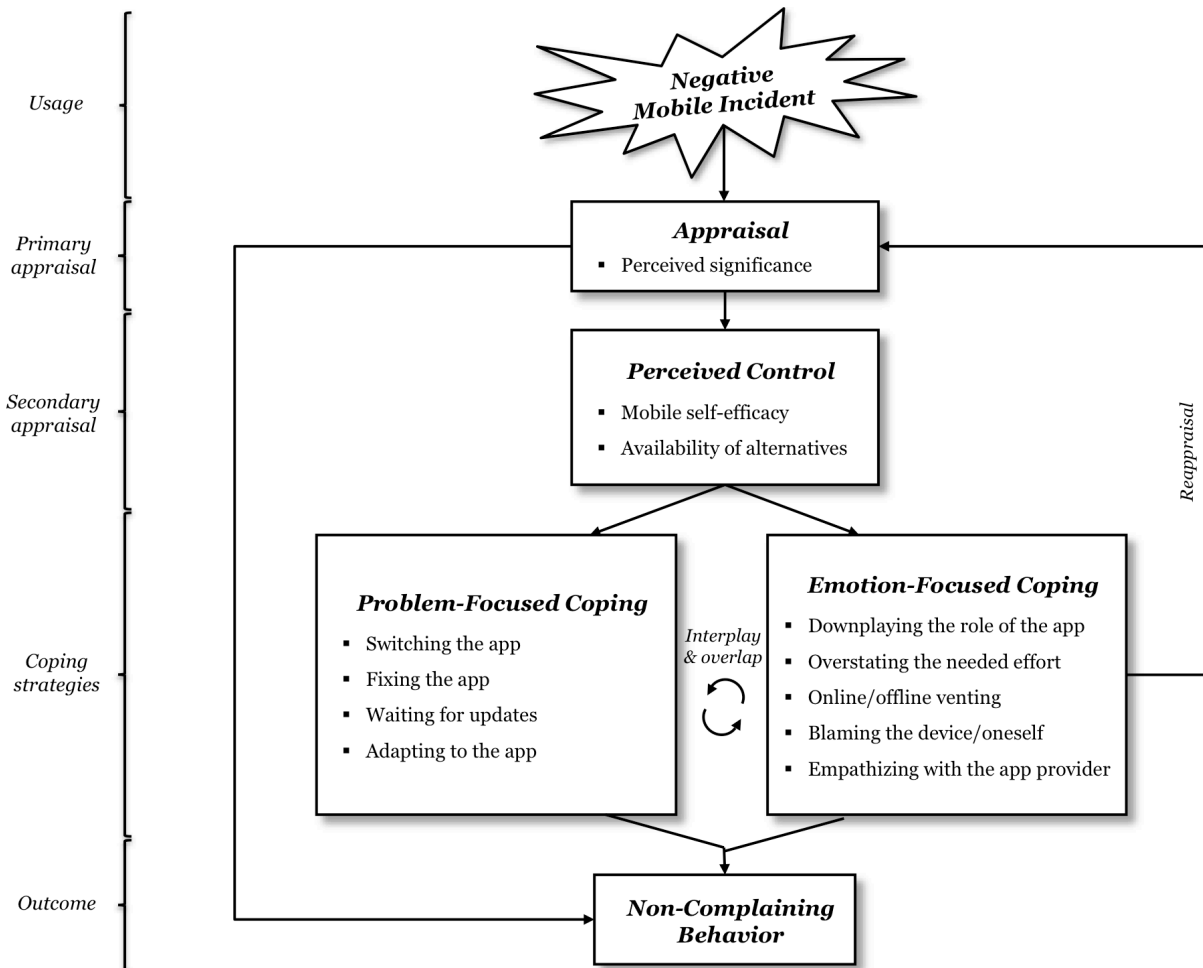 Usage
Negative
Mobile Incident
Primary
appraisal
Appraisal
▪ Perceived significance
Secondary
appraisal
Perceived Control
▪ Mobile self-efficacy
▪ Availability of alternatives
Reappraisal
Coping
strategies
Problem-Focused Coping
▪ Switching the app
▪ Fixing the app
▪ Waiting for updates
▪ Adapting to the app
Interplay
& overlap
Emotion-Focused Coping
▪ Downplaying the role of the app
▪ Overstating the needed effort
▪ Online/offline venting
▪ Blaming the device/oneself
▪ Empathizing with the app provider
Outcome
Non-Complaining
Behavior